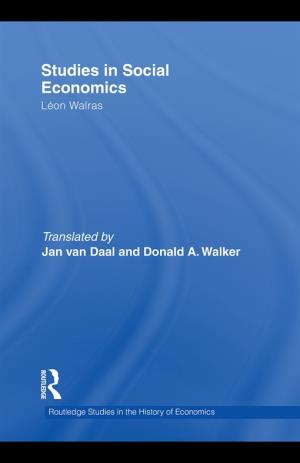 Studies in Social
Economics
Léon Walras
Translated by
Jan van Daal and Donald A. Walker
ROUTLEDGE
Routledge Studies in the History of Economics